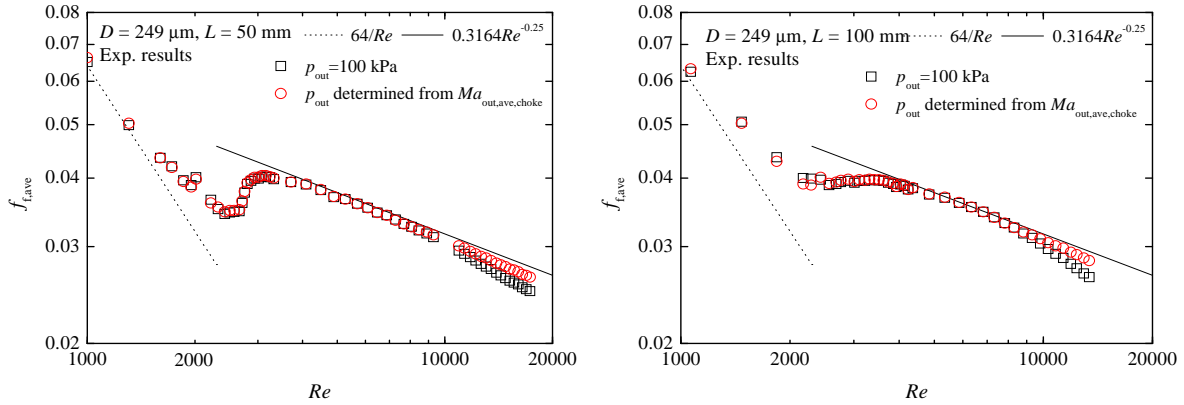 D = 249 μm, L = 50 mm
64/Re
0.3164Re^-0.25
Exp. results
p_out=100 kPa
p_out determined from Ma_out,ave,choke
0.08
0.07
0.06
0.05
0.04
0.03
0.02
f_f,ave
1000
2000
10000
20000
Re
D = 249 μm, L = 100 mm
64/Re
0.3164Re^-0.25
Exp. results
p_out=100 kPa
p_out determined from Ma_out,ave,choke
0.08
0.07
0.06
0.05
0.04
0.03
0.02
f_f,ave
1000
2000
10000
20000
Re